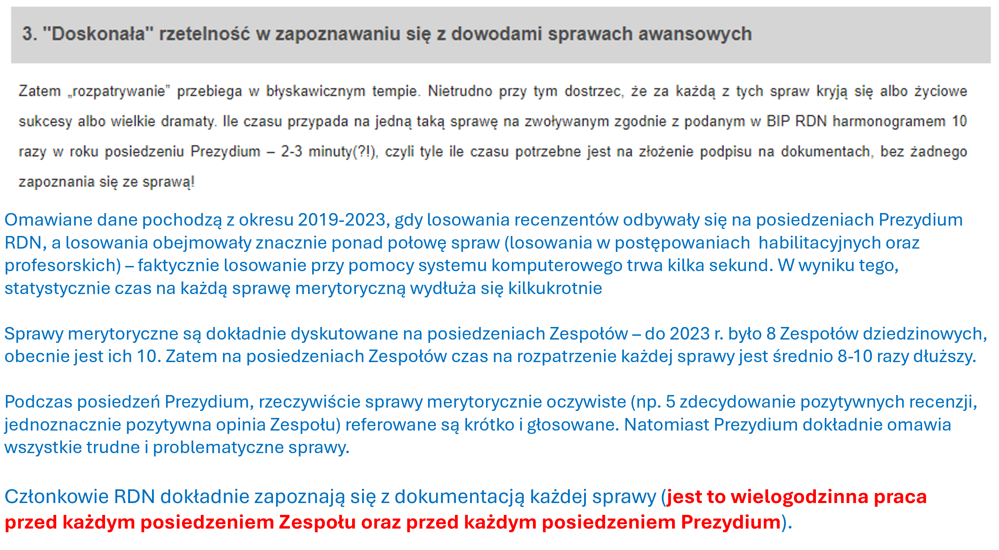 3. "Doskonała" rzetelność w zapoznawaniu się z dowodami sprawach awansowych
Zatem „rozpatrywanie” przebiega w błyskawicznym tempie. Nietrudno przy tym dostrzec, że za każdą z tych spraw kryją się albo życiowe
sukcesy albo wielkie dramaty. Ile czasu przypada na jedną taką sprawę na zwoływanym zgodnie z podanym w BIP RDN harmonogramem 10
razy w roku posiedzeniu Prezydium – 2-3 minuty(?!), czyli tyle ile czasu potrzebne jest na złożenie podpisu na dokumentach, bez żadnego
zapoznania się ze sprawą!
Omawiane dane pochodzą z okresu 2019-2023, gdy losowania recenzentów odbywały się na posiedzeniach Prezydium
RDN, a losowania obejmowały znacznie ponad połowę spraw (losowania w postępowaniach habilitacyjnych oraz
profesorskich) – faktycznie losowanie przy pomocy systemu komputerowego trwa kilka sekund. W wyniku tego,
statystycznie czas na każdą sprawę merytoryczną wydłuża się kilkukrotnie
Sprawy merytoryczne są dokładnie dyskutowane na posiedzeniach Zespołów – do 2023 r. było 8 Zespołów dziedzinowych,
obecnie jest ich 10. Zatem na posiedzeniach Zespołów czas na rozpatrzenie każdej sprawy jest średnio 8-10 razy dłuższy.
Podczas posiedzeń Prezydium, rzeczywiście sprawy merytorycznie oczywiste (np. 5 zdecydowanie pozytywnych recenzji,
jednoznacznie pozytywna opinia Zespołu) referowane są krótko i głosowane. Natomiast Prezydium dokładnie omawia
wszystkie trudne i problematyczne sprawy.
Członkowie RDN dokładnie zapoznają się z dokumentacją każdej sprawy (jest to wielogodzinna praca
przed każdym posiedzeniem Zespołu oraz przed każdym posiedzeniem Prezydium).